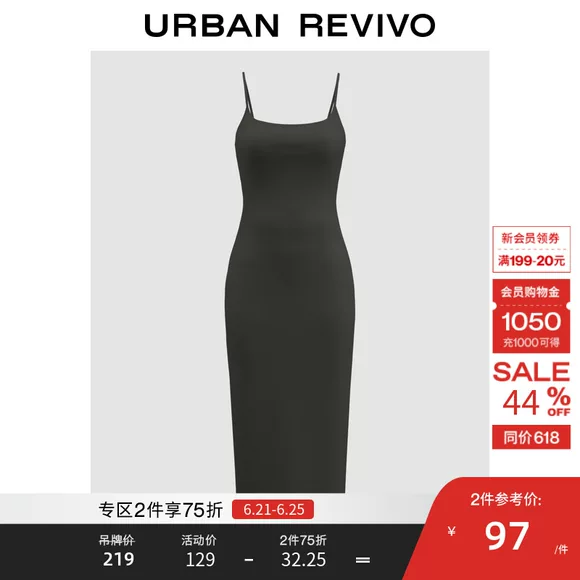 URBAN REVIVO
新会员领券
满199-20元
会员购物金
1050
充1000可得
SALE
44%
OFF
同价618
专区2件享75折 6.21-6.25
吊牌价 活动价 2件75折
219 129 - 32.25 =
2件参考价:
¥ 97 /件